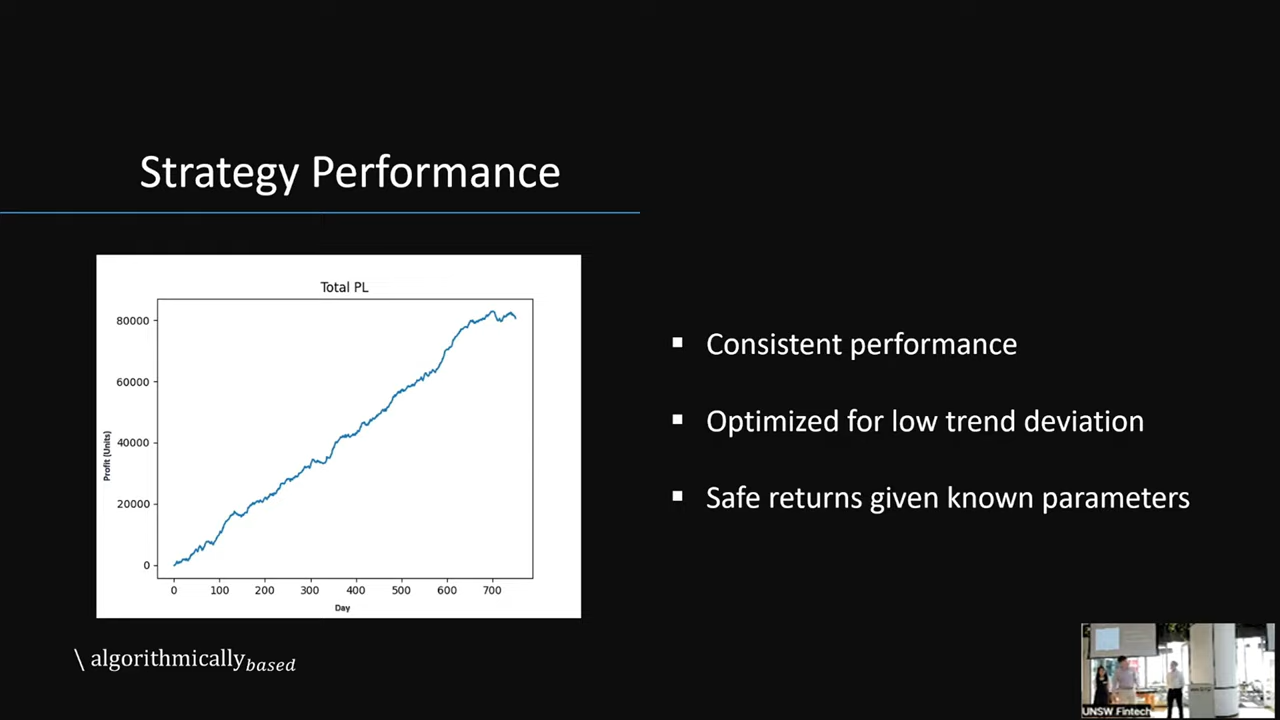 Strategy Performance
Total PL
80000
60000
40000
20000
0
Profit (Units)
0 100 200 300 400 500 600 700
Day
▪ Consistent performance
▪ Optimized for low trend deviation
▪ Safe returns given known parameters
\ algorithmically based
UNSW Fintech